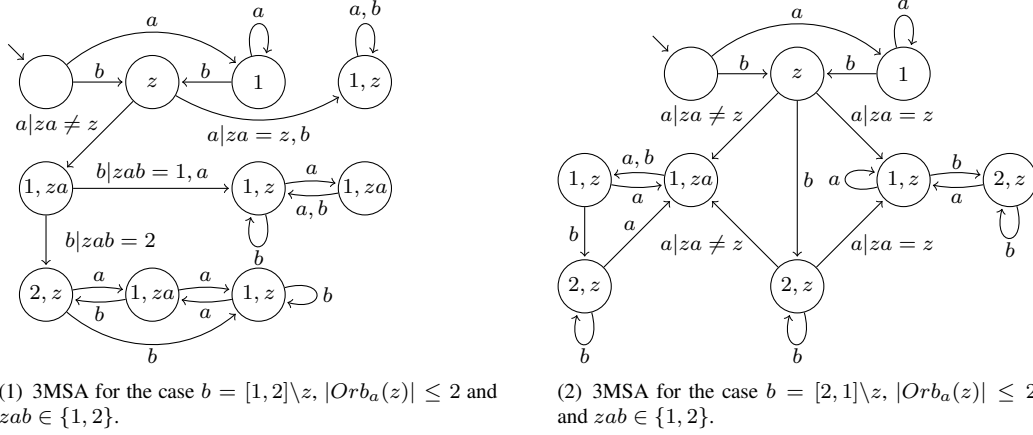 a a a, b
b z b 1 1, z
a|za ≠ z a|za = z, b
1, za b|zab = 1, a 1, z a 1, za
a, b
b|zab = 2 b
2, z a 1, za a 1, z b
b a
b
(1) 3MSA for the case b = [1, 2]\z, |Orb_a(z)| ≤ 2 and
zab ∈ {1, 2}.
a a
b z b 1
a|za ≠ z a|za = z
1, z a, b 1, za b a 1, z b 2, z
a a
b a a|za ≠ z a|za = z b
2, z 2, z
b b
(2) 3MSA for the case b = [2, 1]\z, |Orb_a(z)| ≤ 2
and zab ∈ {1, 2}.